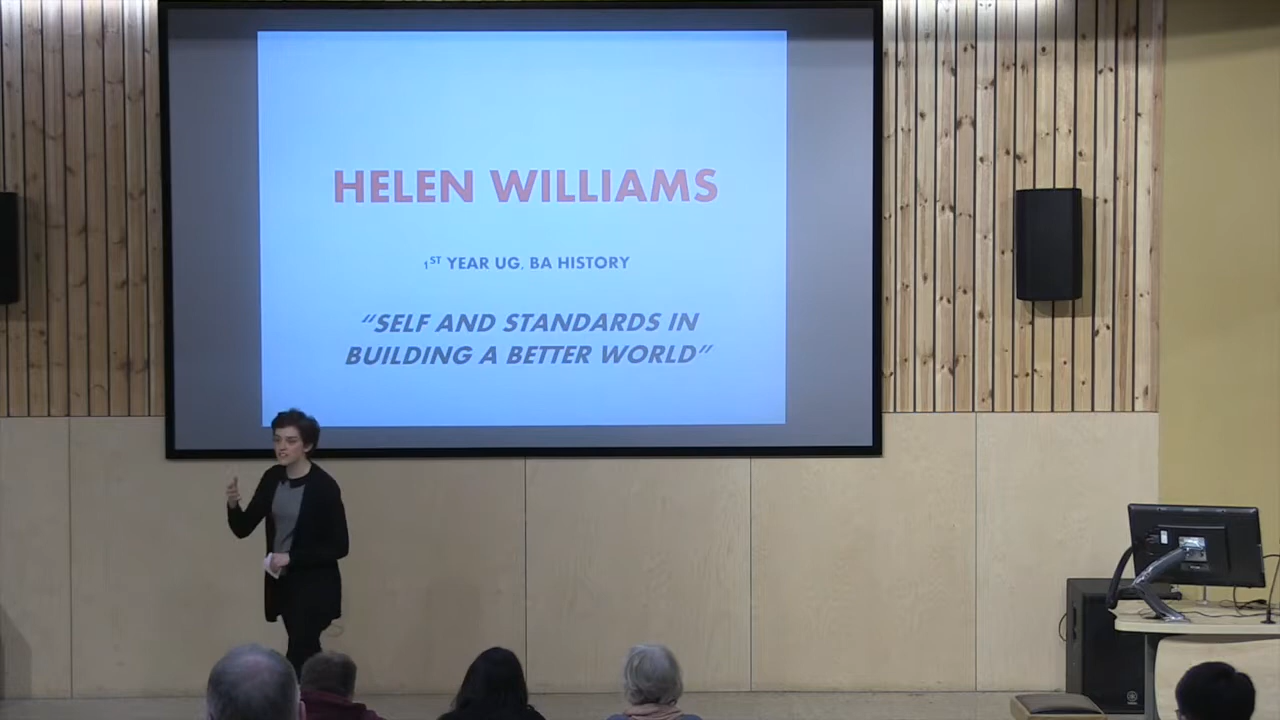 HELEN WILLIAMS
1ST YEAR UG, BA HISTORY
"SELF AND STANDARDS IN
BUILDING A BETTER WORLD"